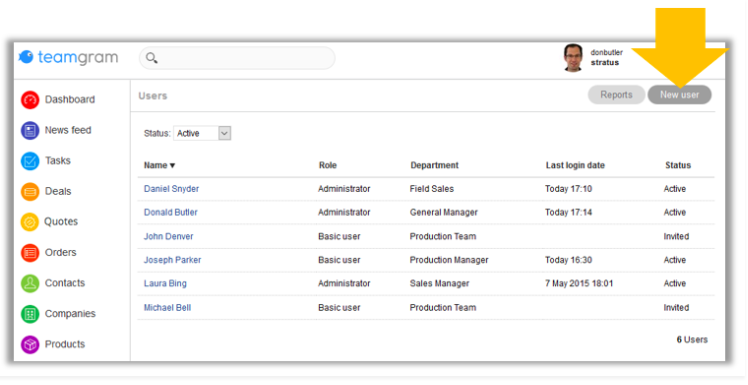 teamgram
donbutler
stratus
Dashboard
News feed
Tasks
Deals
Quotes
Orders
Contacts
Companies
Products
Users
Reports
New user
Status: Active
Name ▾ Role Department Last login date Status
Daniel Snyder Administrator Field Sales Today 17:10 Active
Donald Butler Administrator General Manager Today 17:14 Active
John Denver Basic user Production Team Invited
Joseph Parker Basic user Production Manager Today 16:30 Active
Laura Bing Administrator Sales Manager 7 May 2015 18:01 Active
Michael Bell Basic user Production Team Invited
6 Users